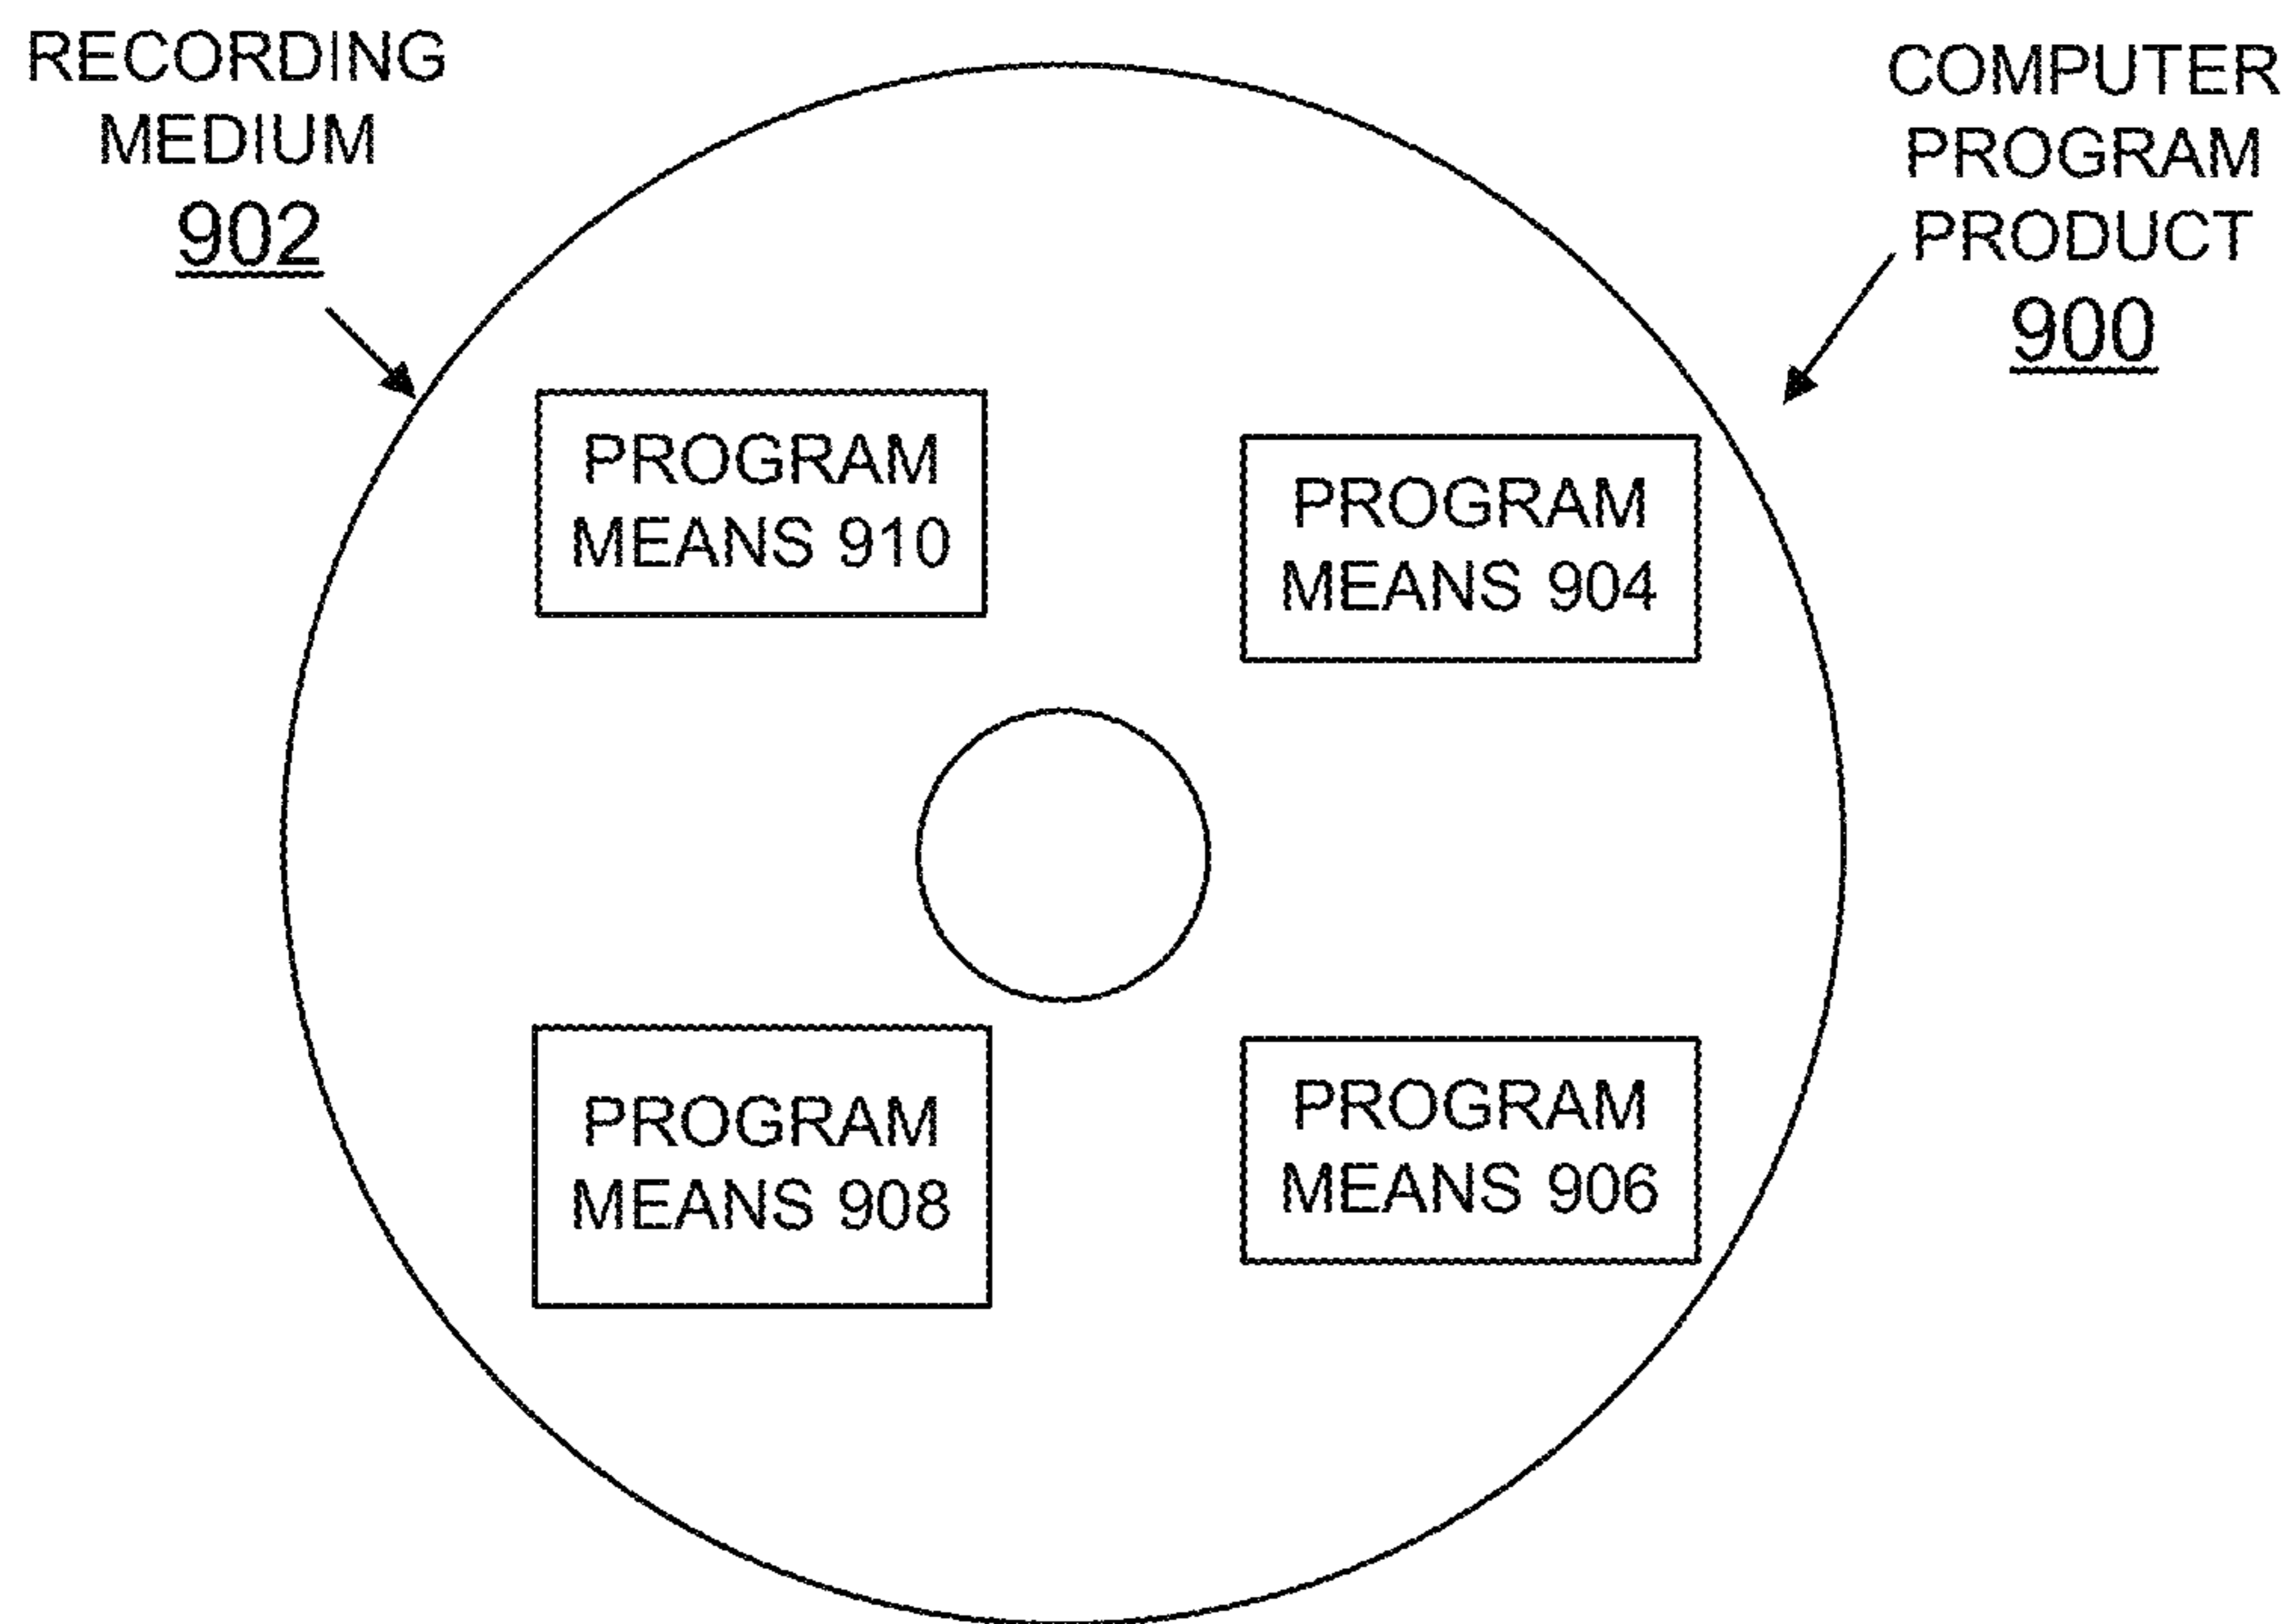 RECORDING
MEDIUM
902
COMPUTER
PROGRAM
PRODUCT
900
PROGRAM
MEANS 910
PROGRAM
MEANS 904
PROGRAM
MEANS 908
PROGRAM
MEANS 906